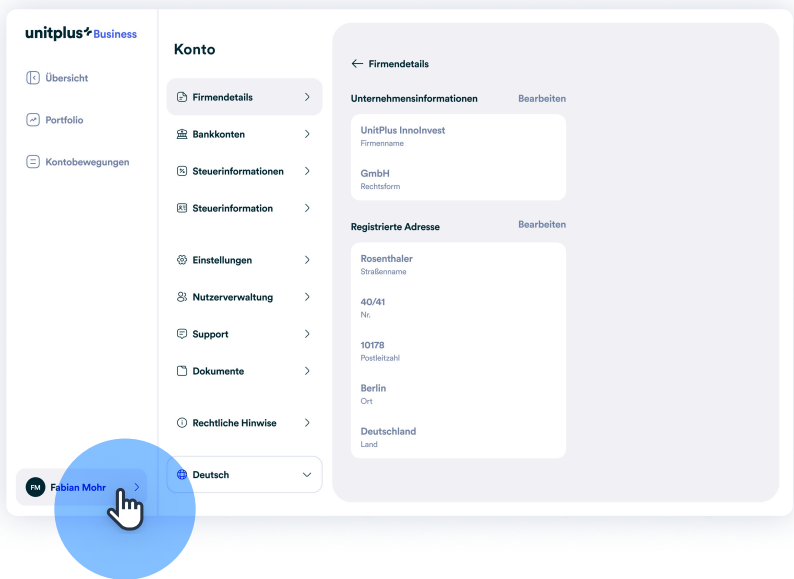 unitplus Business
Übersicht
Portfolio
Kontobewegungen
FM Fabian Mohr
Konto
Firmendetails
Bankkonten
Steuerinformationen
Steuerinformation
Einstellungen
Nutzerverwaltung
Support
Dokumente
Rechtliche Hinwise
Deutsch
Firmendetails
Unternehmensinformationen Bearbeiten
UnitPlus InnoInvest
Firmenname
GmbH
Rechtsform
Registrierte Adresse Bearbeiten
Rosenthaler
Straßenname
40/41
Nr.
10178
Postleitzahl
Berlin
Ort
Deutschland
Land